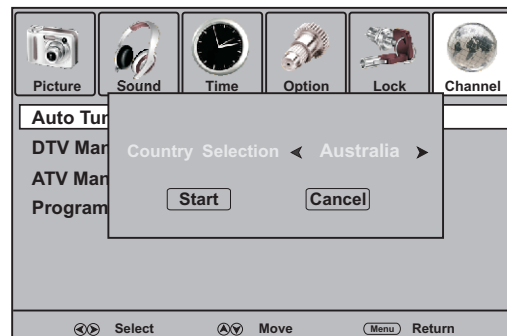 Picture Sound Time Option Lock Channel
Auto Tun
DTV Man
ATV Man
Program
Country Selection Australia
Start Cancel
Select Move Menu Return